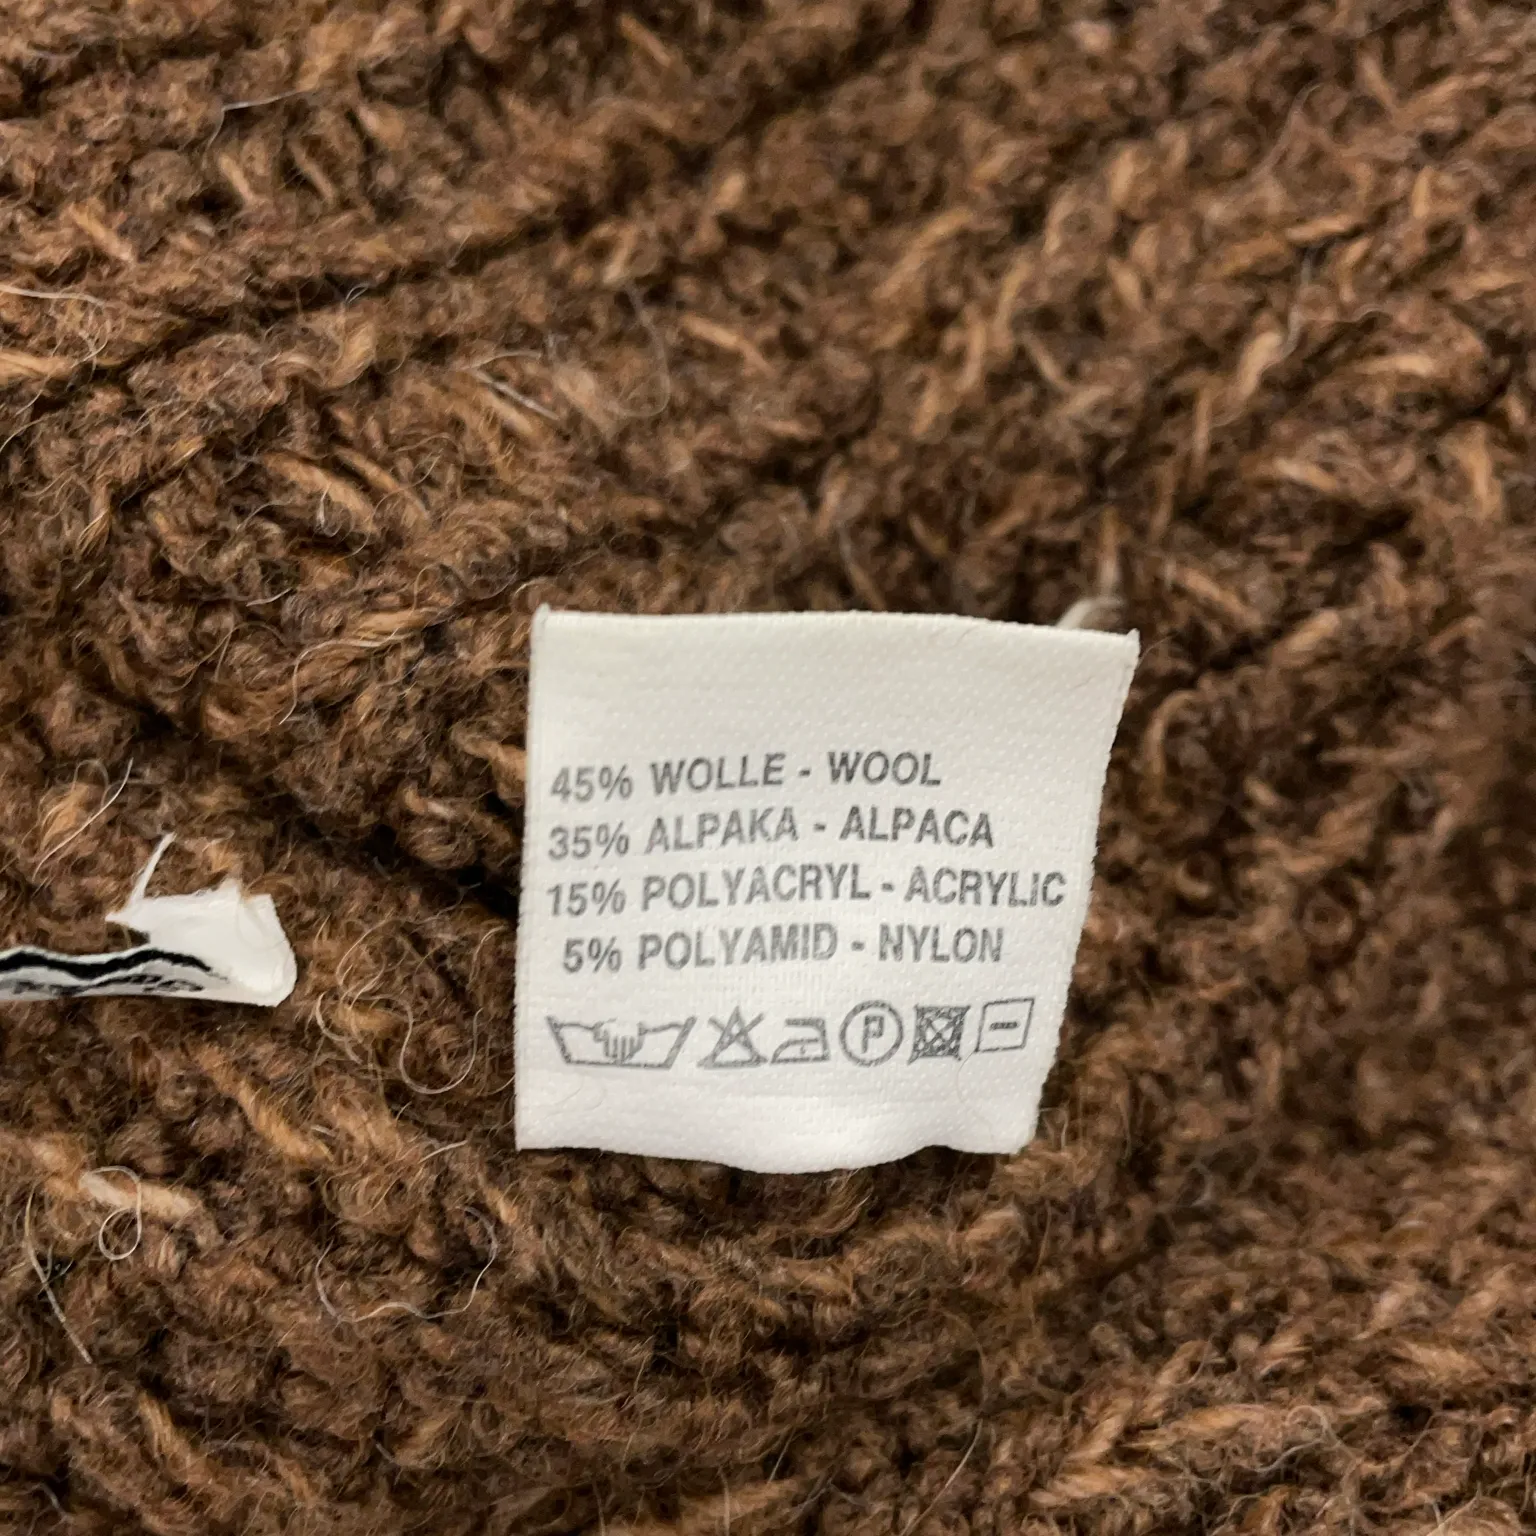 45% WOLLE - WOOL
35% ALPAKA - ALPACA
15% POLYACRYL - ACRYLIC
5% POLYAMID - NYLON
P